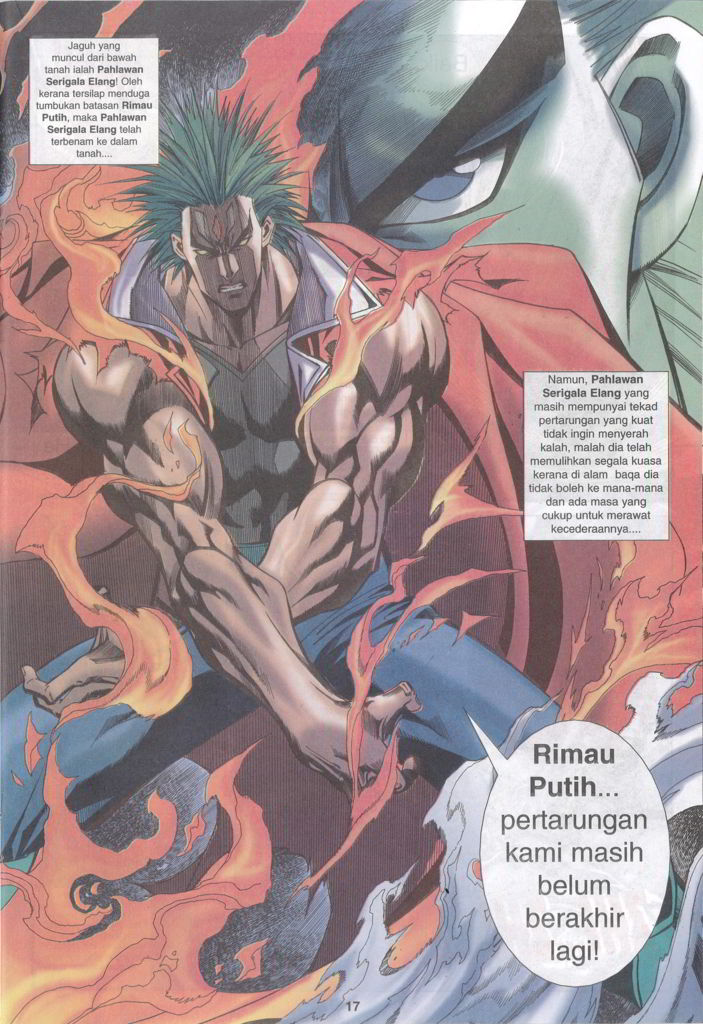 Jaguh yang
muncul dari bawah
tanah ialah Pahlawan
Serigala Elang! Oleh
kerana tersilap menduga
tumbukan batasan Rimau
Putih, maka Pahlawan
Serigala Elang telah
terbenam ke dalam
tanah....
Namun, Pahlawan
Serigala Elang yang
masih mempunyai tekad
pertarungan yang kuat
tidak ingin menyerah
kalah, malah dia telah
memulihkan segala kuasa
kerana di alam baqa dia
tidak boleh ke mana-mana
dan ada masa yang
cukup untuk merawat
kecederaannya....
Rimau
Putih...
pertarungan
kami masih
belum
berakhir
lagi!
17